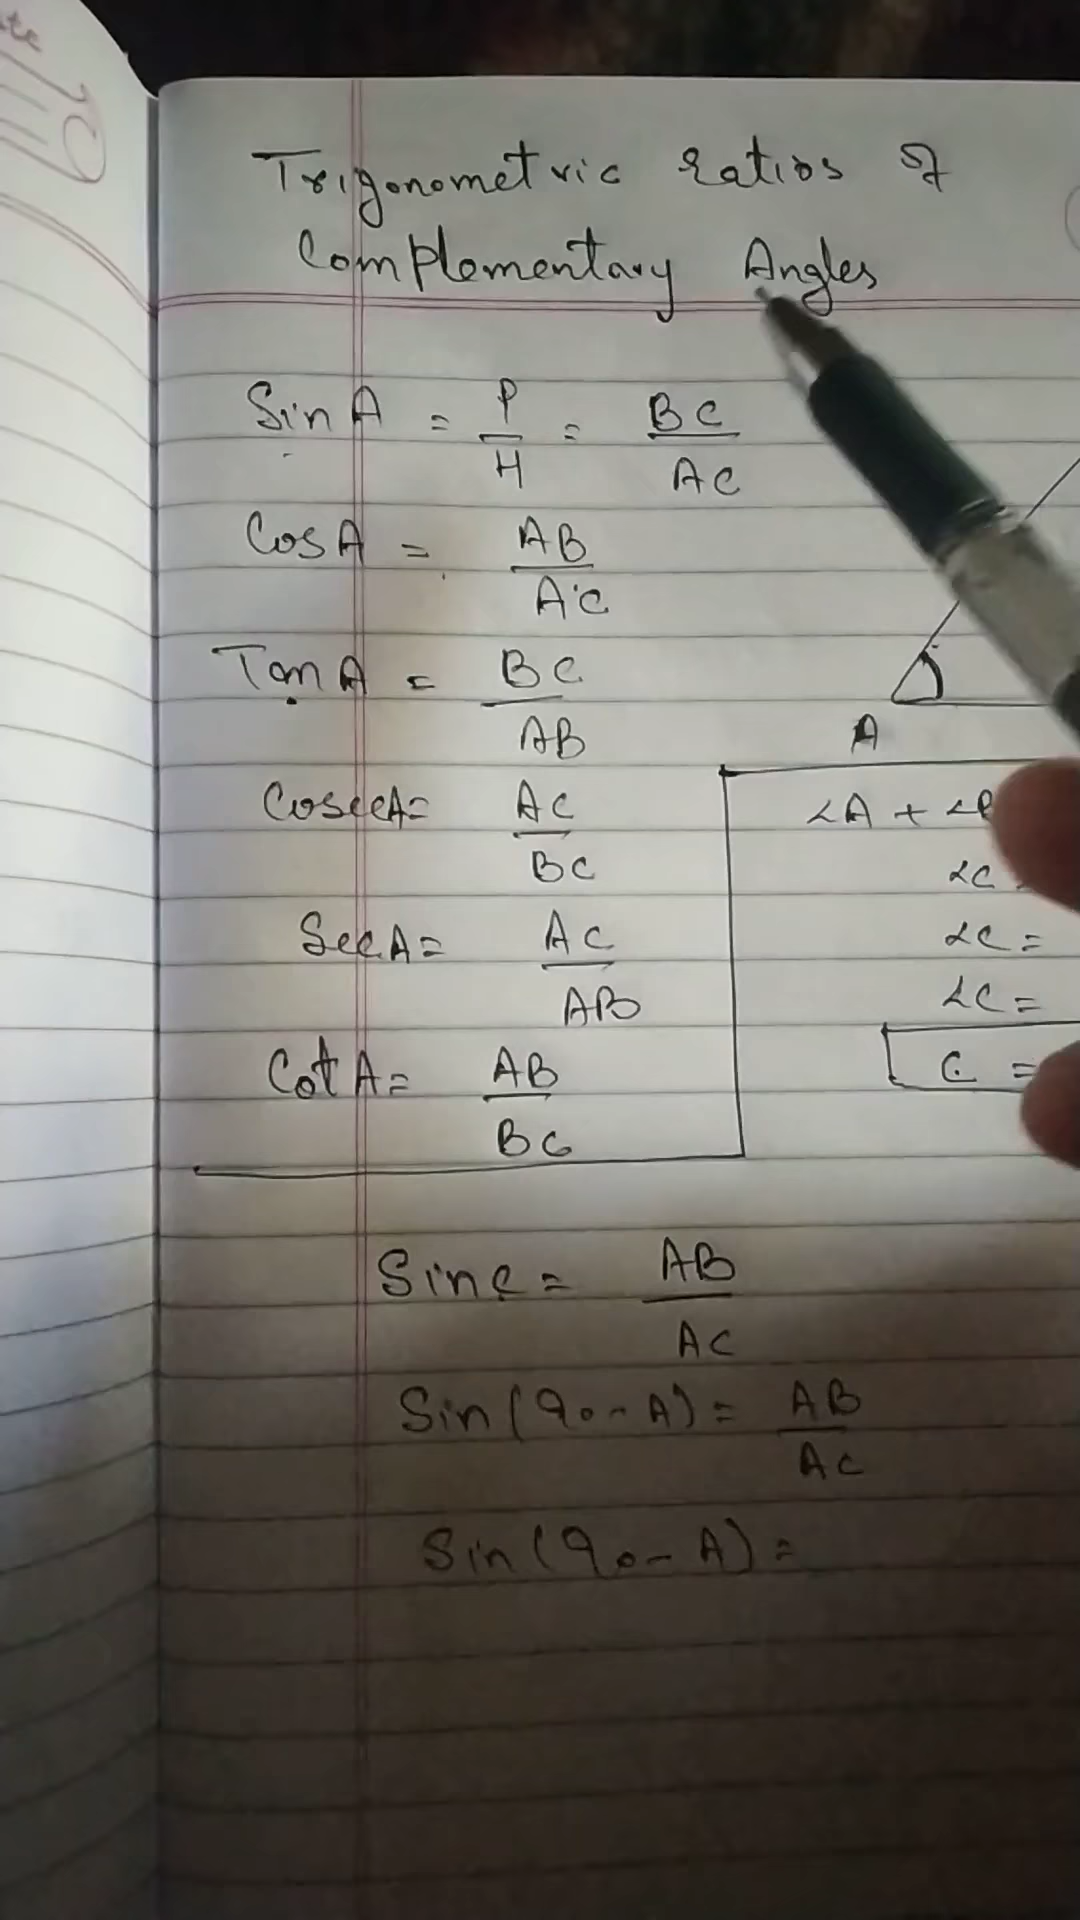 Trigonometric ratios of
Complementary Angles
Sin A = P/H = BC/AC
Cos A = AB/AC
Tan A = BC/AB
Cosec A = AC/BC
Sec A = AC/AB
Cot A = AB/BC
A
∠A + ∠
∠C
∠C =
∠C =
C =
Sin C = AB/AC
Sin (90 - A) = AB/AC
Sin (90 - A) =